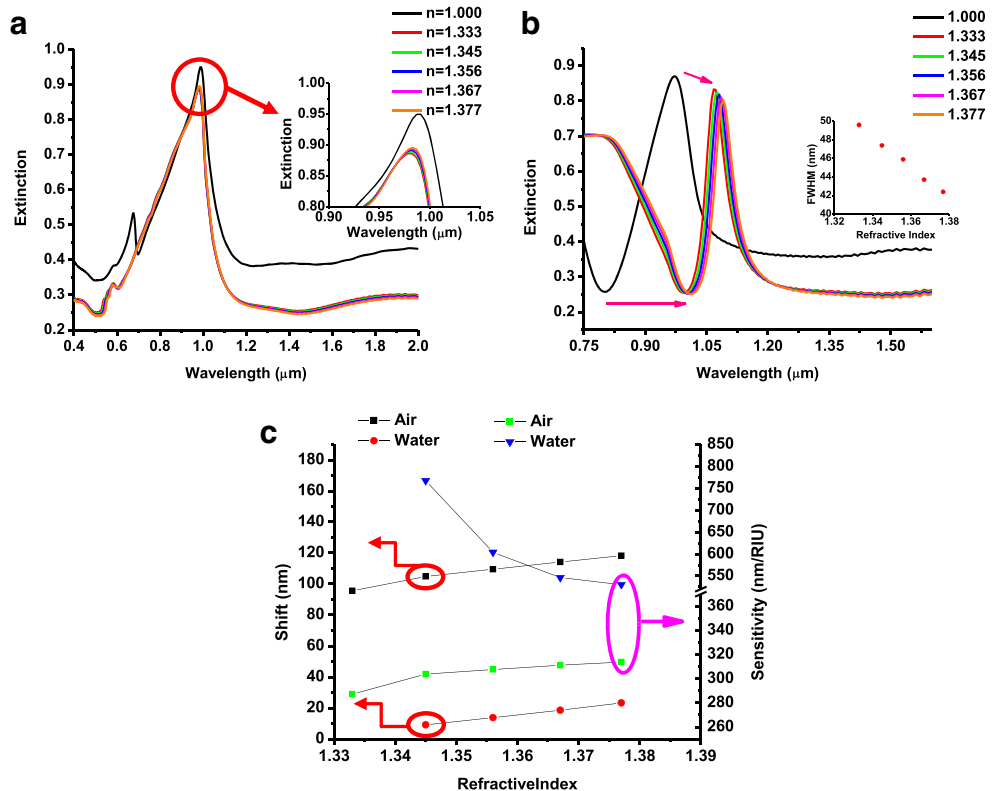 a
n=1.000
n=1.333
n=1.345
n=1.356
n=1.367
n=1.377
1.0
0.9
0.8
0.7
0.6
0.5
0.4
0.3
0.2
Extinction
0.4 0.6 0.8 1.0 1.2 1.4 1.6 1.8 2.0
Wavelength (μm)
1.00
0.95
0.90
0.85
0.80
Extinction
0.90 0.95 1.00 1.05
Wavelength (μm)
b
1.000
1.333
1.345
1.356
1.367
1.377
0.9
0.8
0.7
0.6
0.5
0.4
0.3
0.2
Extinction
0.75 0.90 1.05 1.20 1.35 1.50
Wavelength (μm)
50
48
46
44
42
40
FWHM (nm)
1.32 1.34 1.36 1.38
Refractive Index
c
Air Air
Water Water
180
160
140
120
100
80
60
40
20
0
Shift (nm)
850
800
750
700
650
600
550
360
340
320
300
280
260
Sensitivity (nm/RIU)
1.33 1.34 1.35 1.36 1.37 1.38 1.39
RefractiveIndex